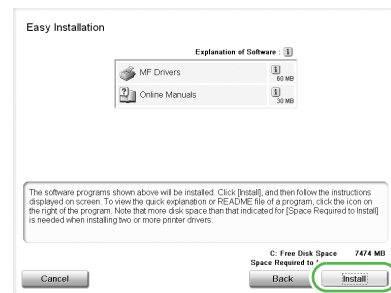 Easy Installation
Explanation of Software :
MF Drivers
60 MB
Online Manuals
30 MB
The software programs shown above will be installed. Click [Install], and then follow the instructions
displayed on screen. To view the quick explanation or README file of a program, click the icon on
the right of the program. Note that more disk space than that indicated for [Space Required to Install]
is needed when installing two or more printer drivers.
C: Free Disk Space 7474 MB
Space Required to
Cancel
Back
Install